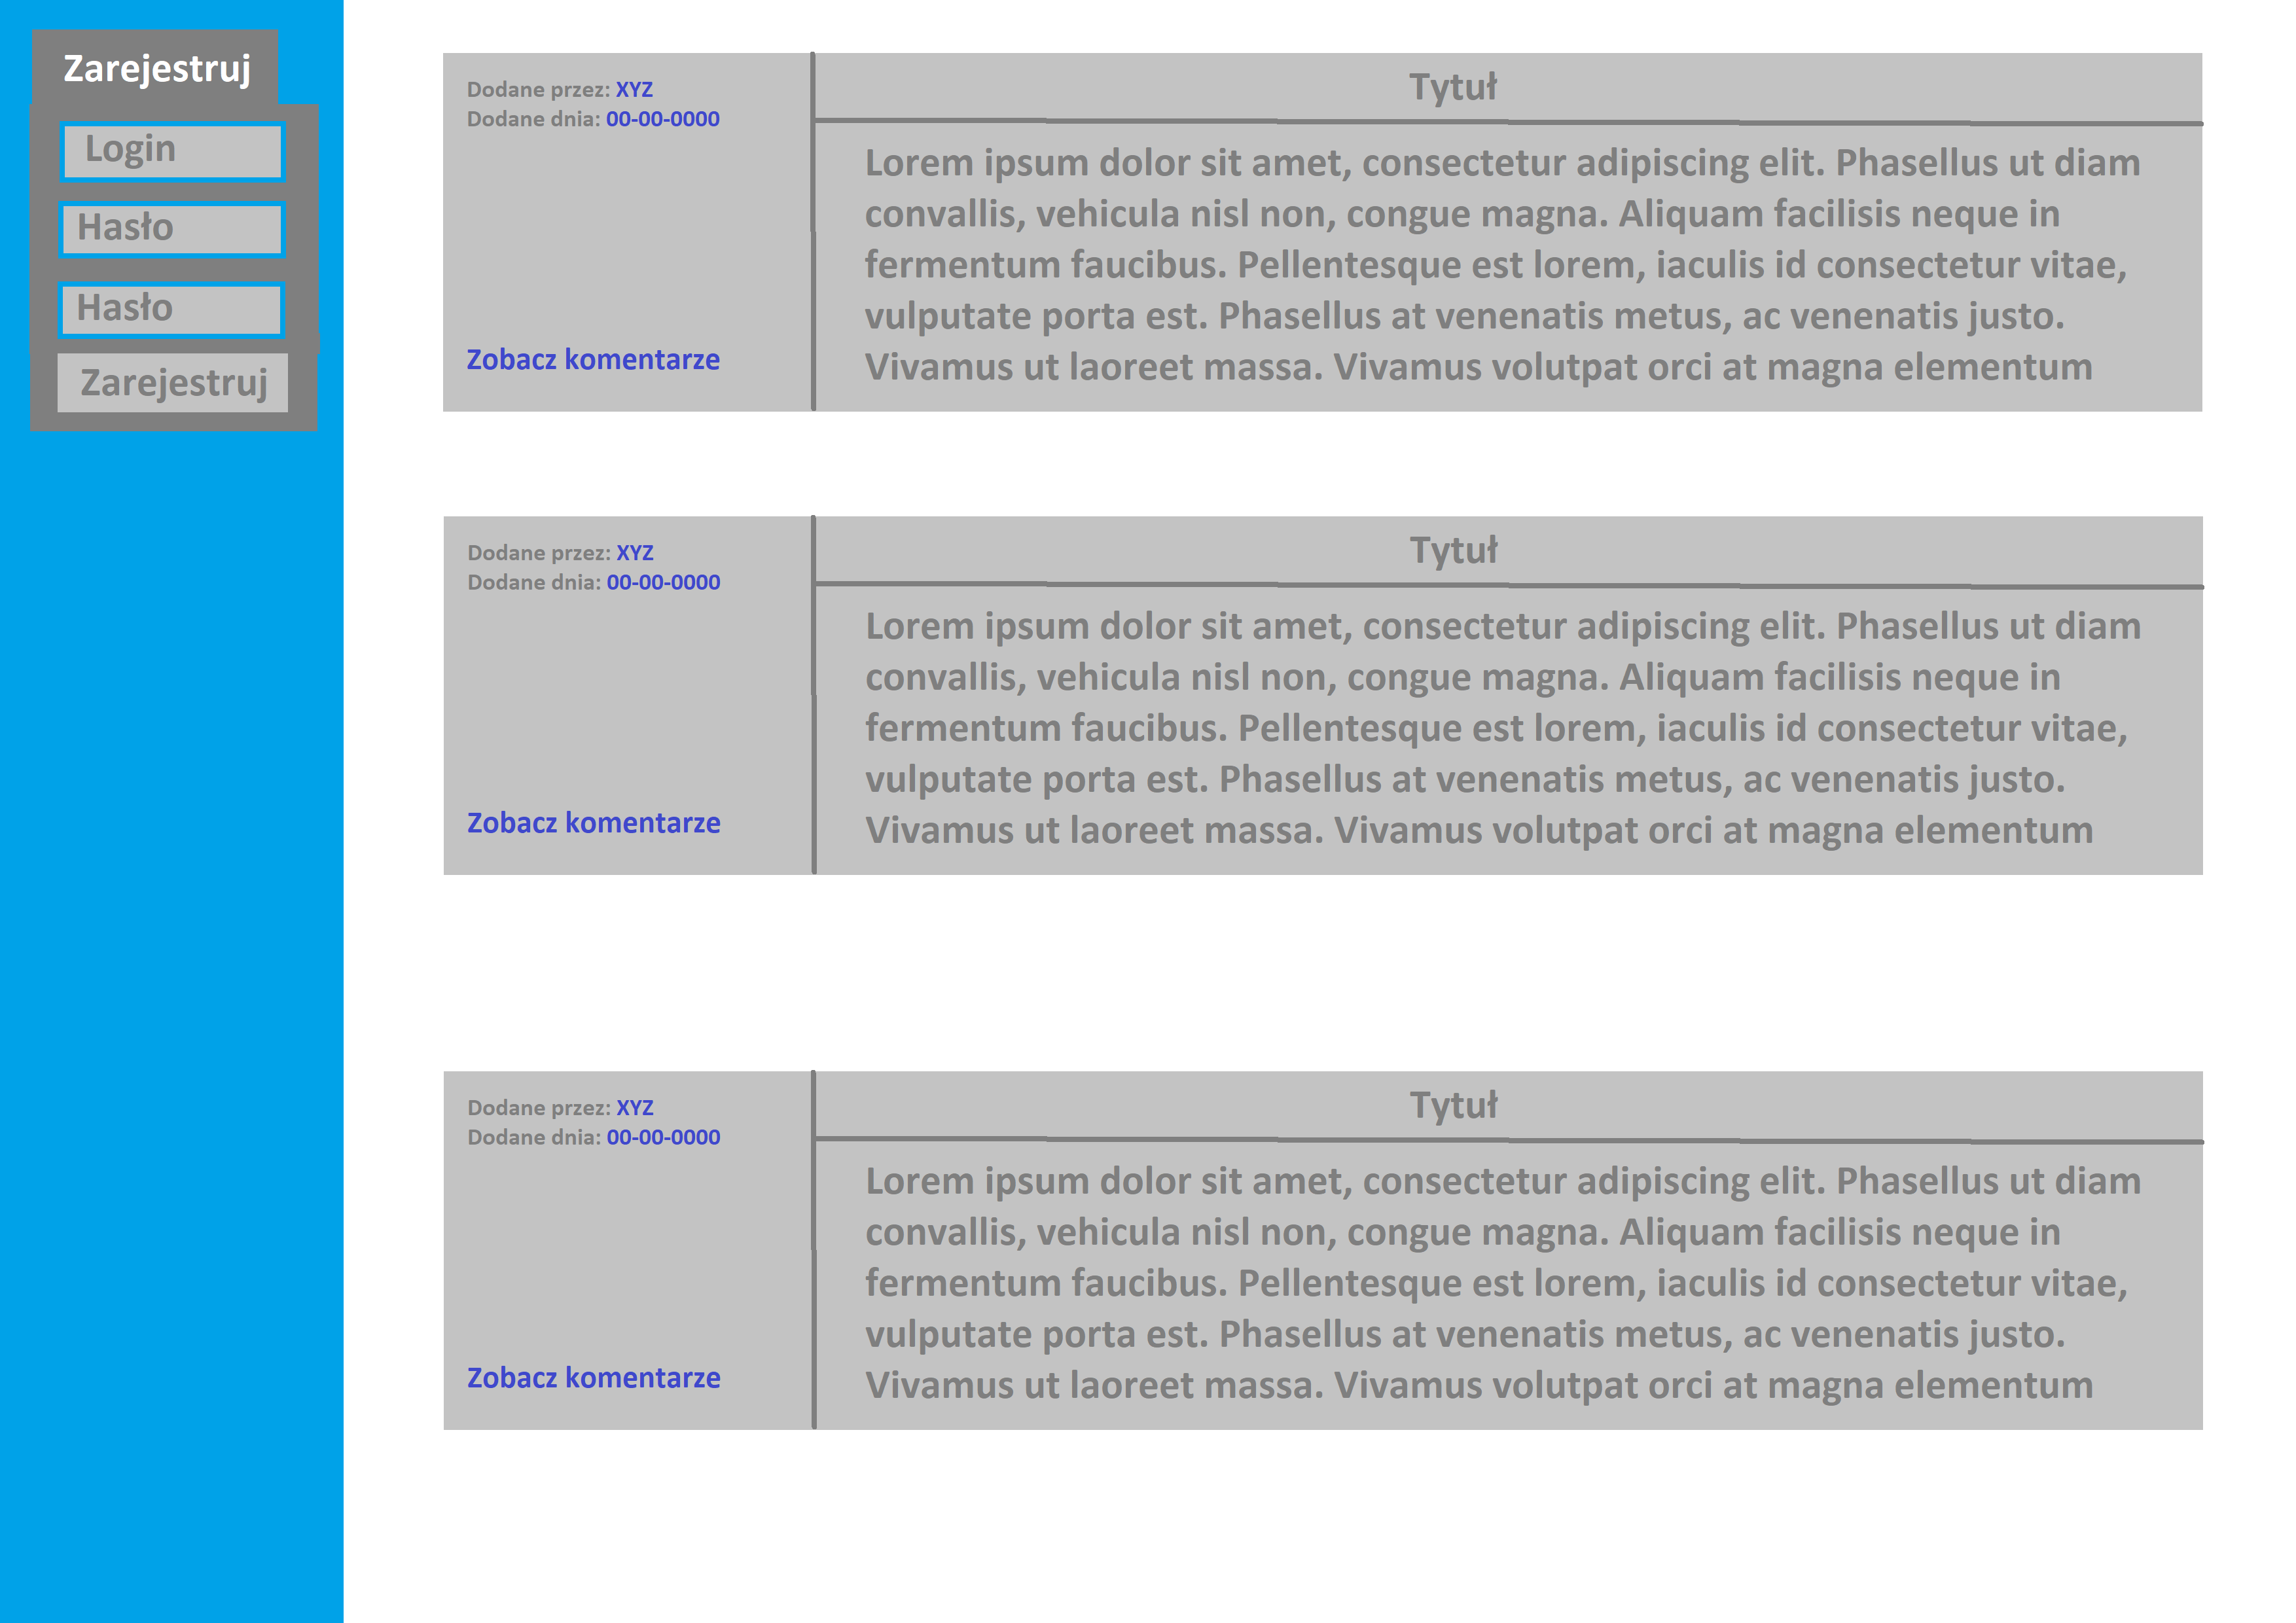 Zarejestruj
Login
Hasło
Hasło
Zarejestruj
Dodane przez: XYZ
Dodane dnia: 00-00-0000
Zobacz komentarze
Tytuł
Lorem ipsum dolor sit amet, consectetur adipiscing elit. Phasellus ut diam
convallis, vehicula nisl non, congue magna. Aliquam facilisis neque in
fermentum faucibus. Pellentesque est lorem, iaculis id consectetur vitae,
vulputate porta est. Phasellus at venenatis metus, ac venenatis justo.
Vivamus ut laoreet massa. Vivamus volutpat orci at magna elementum
Dodane przez: XYZ
Dodane dnia: 00-00-0000
Zobacz komentarze
Tytuł
Lorem ipsum dolor sit amet, consectetur adipiscing elit. Phasellus ut diam
convallis, vehicula nisl non, congue magna. Aliquam facilisis neque in
fermentum faucibus. Pellentesque est lorem, iaculis id consectetur vitae,
vulputate porta est. Phasellus at venenatis metus, ac venenatis justo.
Vivamus ut laoreet massa. Vivamus volutpat orci at magna elementum
Dodane przez: XYZ
Dodane dnia: 00-00-0000
Zobacz komentarze
Tytuł
Lorem ipsum dolor sit amet, consectetur adipiscing elit. Phasellus ut diam
convallis, vehicula nisl non, congue magna. Aliquam facilisis neque in
fermentum faucibus. Pellentesque est lorem, iaculis id consectetur vitae,
vulputate porta est. Phasellus at venenatis metus, ac venenatis justo.
Vivamus ut laoreet massa. Vivamus volutpat orci at magna elementum